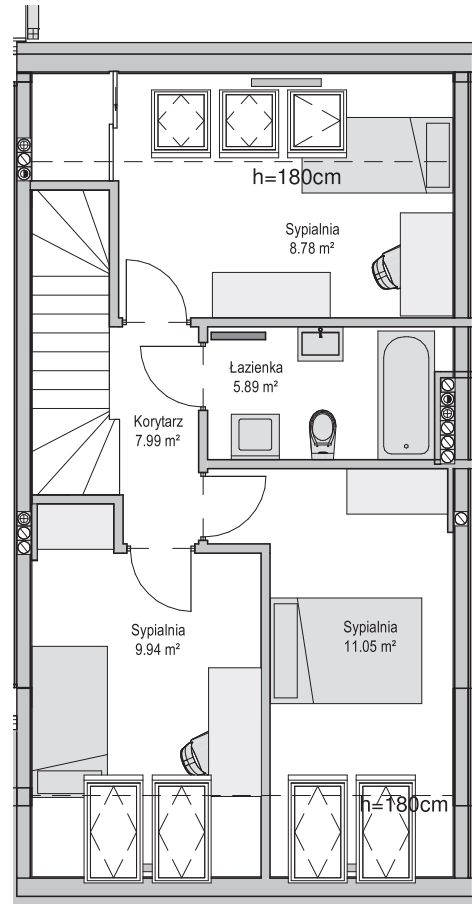 h=180cm
Sypialnia
8.78 m²
Łazienka
5.89 m²
Korytarz
7.99 m²
Sypialnia
9.94 m²
Sypialnia
11.05 m²
h=180cm